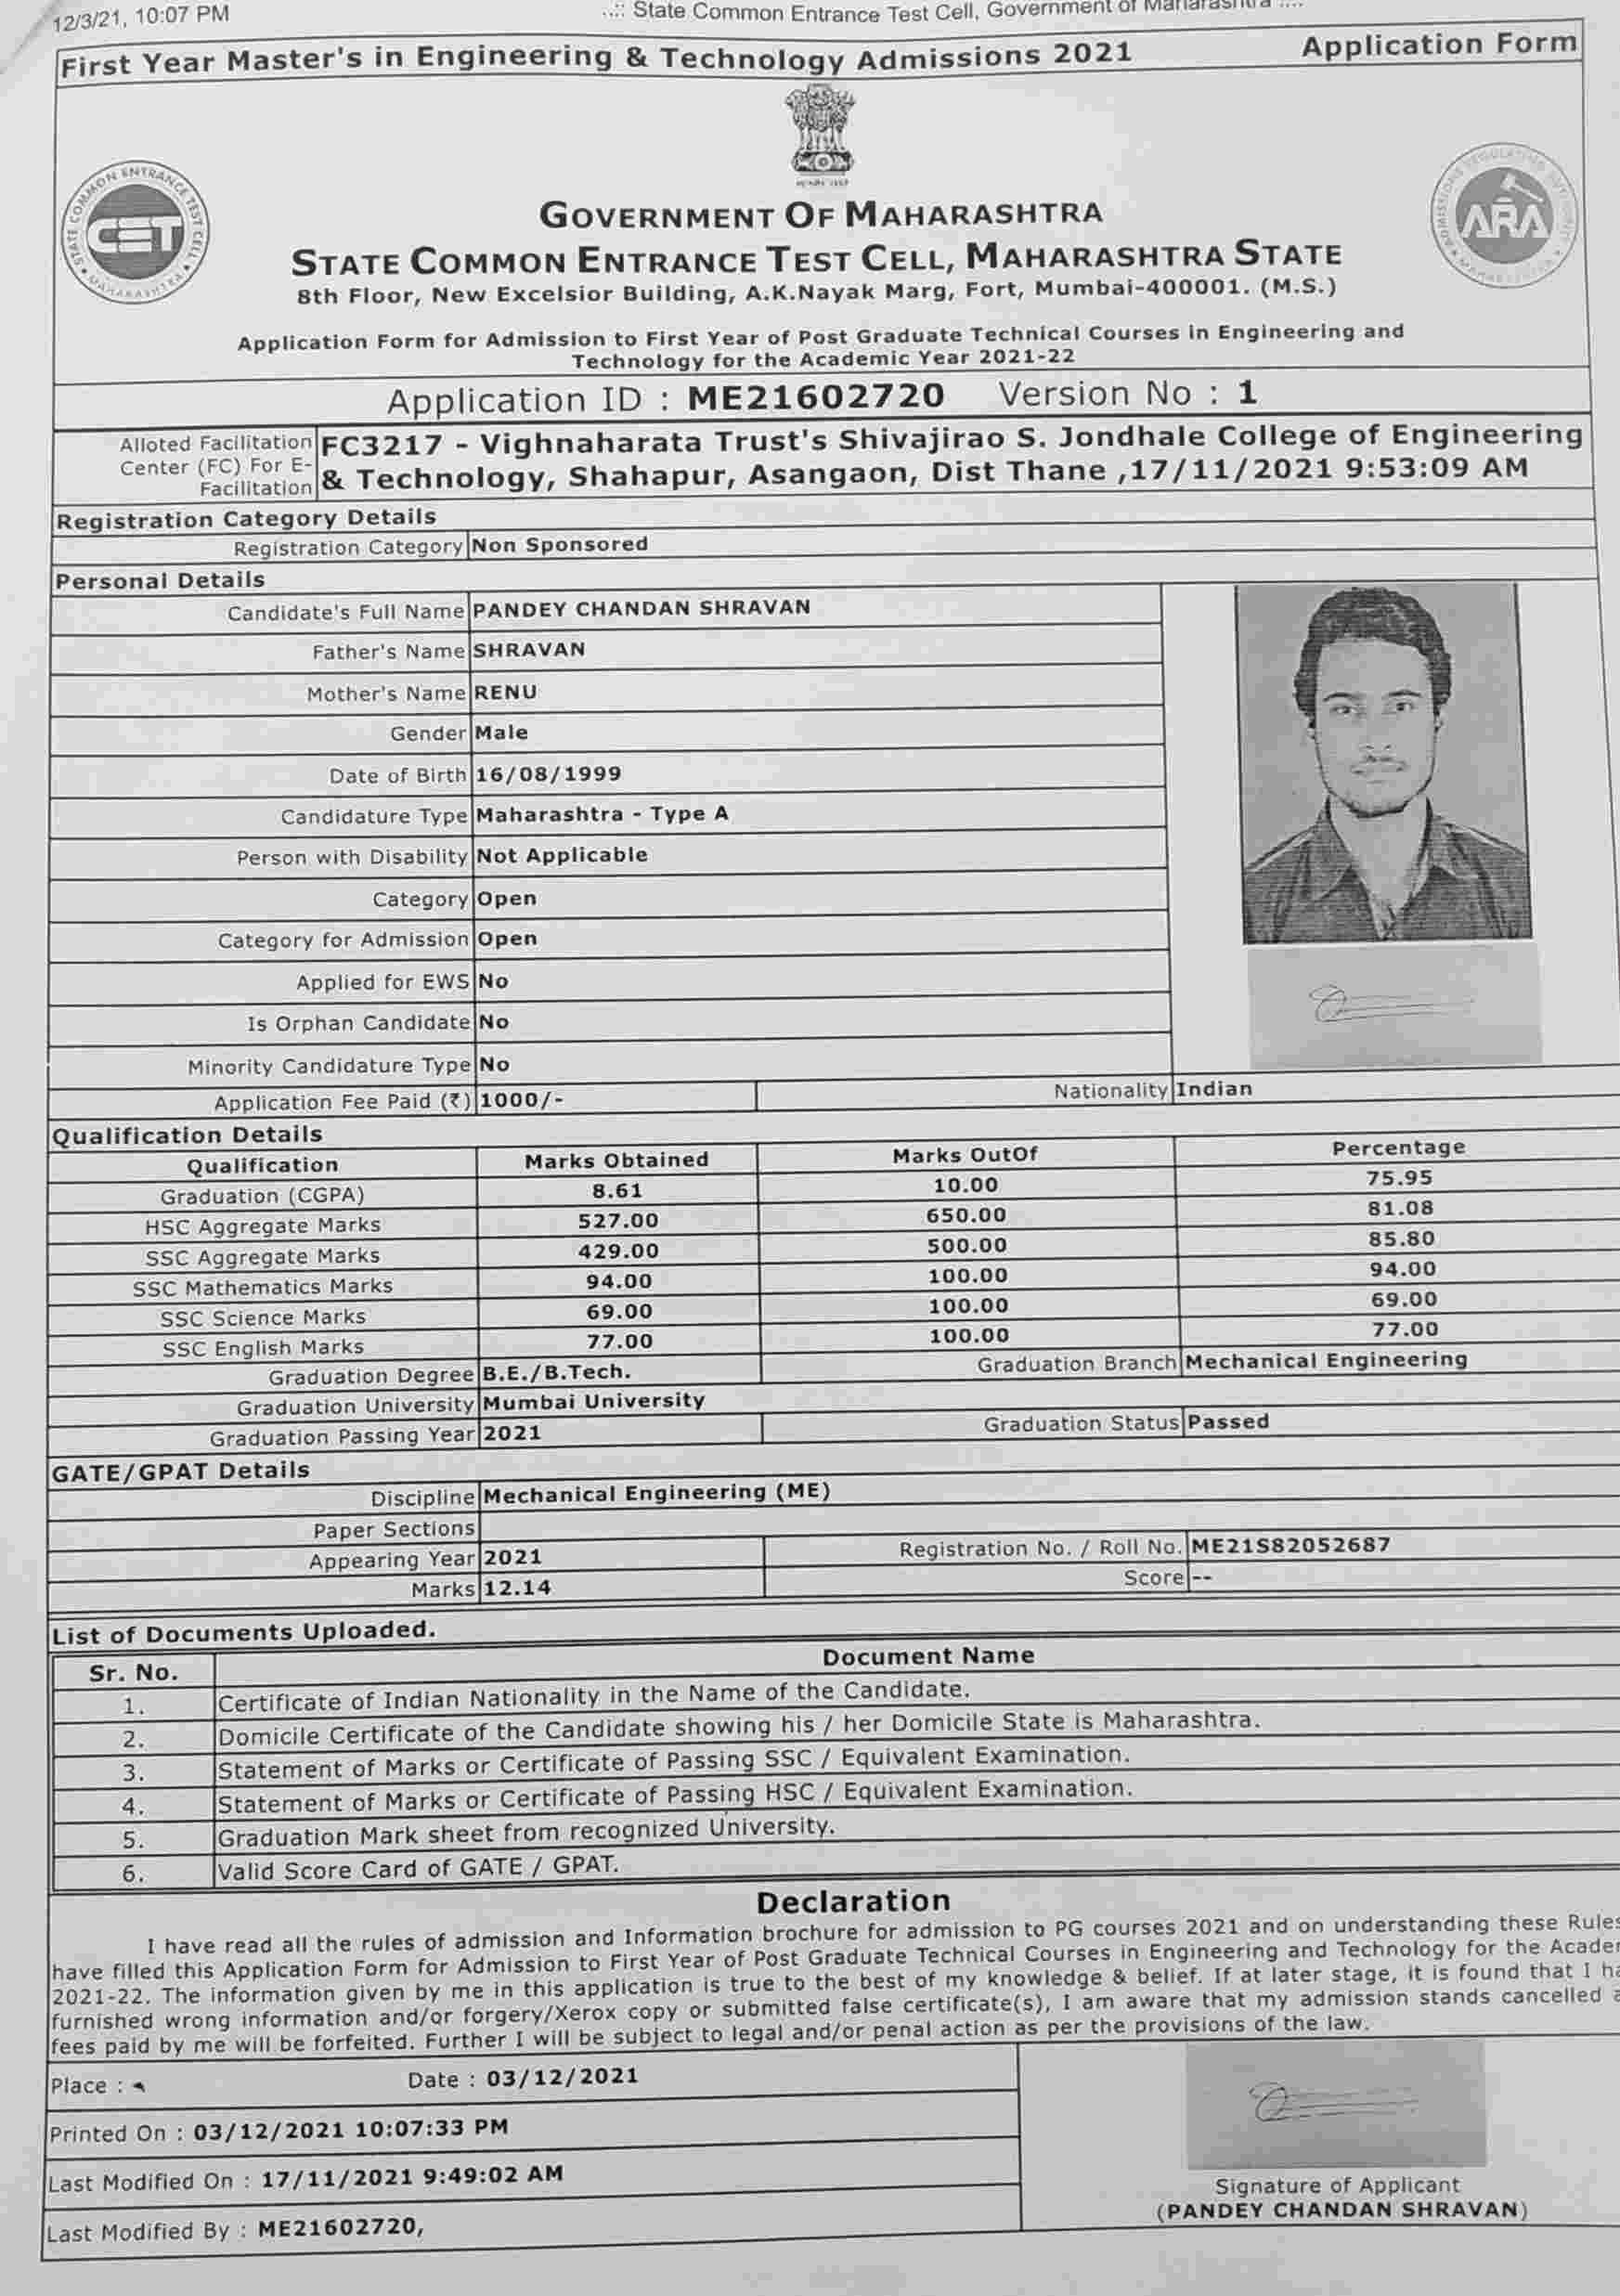 12/3/21, 10:07 PM ..:: State Common Entrance Test Cell, Government of Maharashtra ::..
First Year Master's in Engineering & Technology Admissions 2021 Application Form
STATE COMMON ENTRANCE TEST CELL
MAHARASHTRA
CET
ARA
GOVERNMENT OF MAHARASHTRA
STATE COMMON ENTRANCE TEST CELL, MAHARASHTRA STATE
8th Floor, New Excelsior Building, A.K.Nayak Marg, Fort, Mumbai-400001. (M.S.)
Application Form for Admission to First Year of Post Graduate Technical Courses in Engineering and
Technology for the Academic Year 2021-22
Application ID : ME21602720 Version No : 1
Alloted Facilitation Center (FC) For E-Facilitation FC3217 - Vighnaharata Trust's Shivajirao S. Jondhale College of Engineering
& Technology, Shahapur, Asangaon, Dist Thane ,17/11/2021 9:53:09 AM
Registration Category Details
Registration Category Non Sponsored
Personal Details
Candidate's Full Name PANDEY CHANDAN SHRAVAN
Father's Name SHRAVAN
Mother's Name RENU
Gender Male
Date of Birth 16/08/1999
Candidature Type Maharashtra - Type A
Person with Disability Not Applicable
Category Open
Category for Admission Open
Applied for EWS No
Is Orphan Candidate No
Minority Candidature Type No
Application Fee Paid (₹) 1000/- Nationality Indian
Qualification Details
Qualification Marks Obtained Marks OutOf Percentage
Graduation (CGPA) 8.61 10.00 75.95
HSC Aggregate Marks 527.00 650.00 81.08
SSC Aggregate Marks 429.00 500.00 85.80
SSC Mathematics Marks 94.00 100.00 94.00
SSC Science Marks 69.00 100.00 69.00
SSC English Marks 77.00 100.00 77.00
Graduation Degree B.E./B.Tech. Graduation Branch Mechanical Engineering
Graduation University Mumbai University
Graduation Passing Year 2021 Graduation Status Passed
GATE/GPAT Details
Discipline Mechanical Engineering (ME)
Paper Sections
Appearing Year 2021 Registration No. / Roll No. ME21S82052687
Marks 12.14 Score --
List of Documents Uploaded.
Sr. No. Document Name
1. Certificate of Indian Nationality in the Name of the Candidate.
2. Domicile Certificate of the Candidate showing his / her Domicile State is Maharashtra.
3. Statement of Marks or Certificate of Passing SSC / Equivalent Examination.
4. Statement of Marks or Certificate of Passing HSC / Equivalent Examination.
5. Graduation Mark sheet from recognized University.
6. Valid Score Card of GATE / GPAT.
Declaration
I have read all the rules of admission and Information brochure for admission to PG courses 2021 and on understanding these Rules
have filled this Application Form for Admission to First Year of Post Graduate Technical Courses in Engineering and Technology for the Acade
2021-22. The information given by me in this application is true to the best of my knowledge & belief. If at later stage, it is found that I ha
furnished wrong information and/or forgery/Xerox copy or submitted false certificate(s), I am aware that my admission stands cancelled a
fees paid by me will be forfeited. Further I will be subject to legal and/or penal action as per the provisions of the law.
Place : Date : 03/12/2021
Printed On : 03/12/2021 10:07:33 PM
Last Modified On : 17/11/2021 9:49:02 AM
Signature of Applicant
(PANDEY CHANDAN SHRAVAN)
Last Modified By : ME21602720,